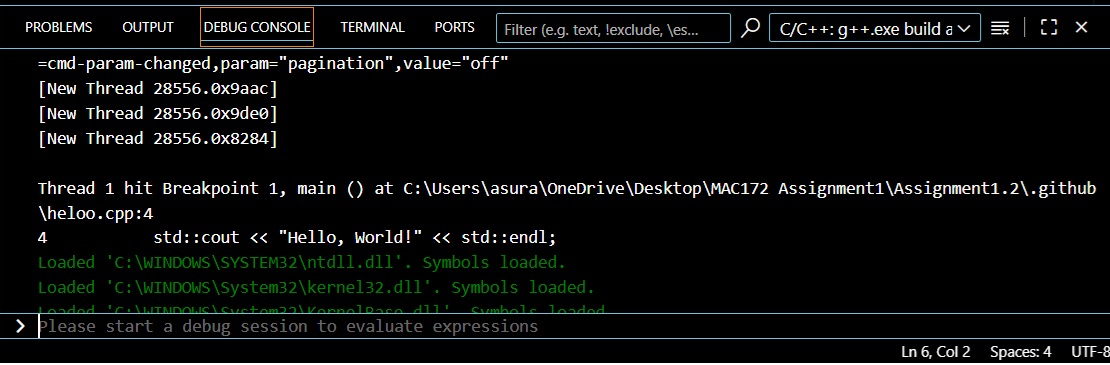 PROBLEMS OUTPUT DEBUG CONSOLE TERMINAL PORTS Filter (e.g. text, !exclude, \es... C/C++: g++.exe build a
=cmd-param-changed,param="pagination",value="off"
[New Thread 28556.0x9aac]
[New Thread 28556.0x9de0]
[New Thread 28556.0x8284]
Thread 1 hit Breakpoint 1, main () at C:\Users\asura\OneDrive\Desktop\MAC172 Assignment1\Assignment1.2\.github
\heloo.cpp:4
4 std::cout << "Hello, World!" << std::endl;
Loaded 'C:\WINDOWS\SYSTEM32\ntdll.dll'. Symbols loaded.
Loaded 'C:\WINDOWS\System32\kernel32.dll'. Symbols loaded.
Loaded 'C:\WINDOWS\System32\KernelBase.dll'. Symbols loaded.
Please start a debug session to evaluate expressions
Ln 6, Col 2 Spaces: 4 UTF-8